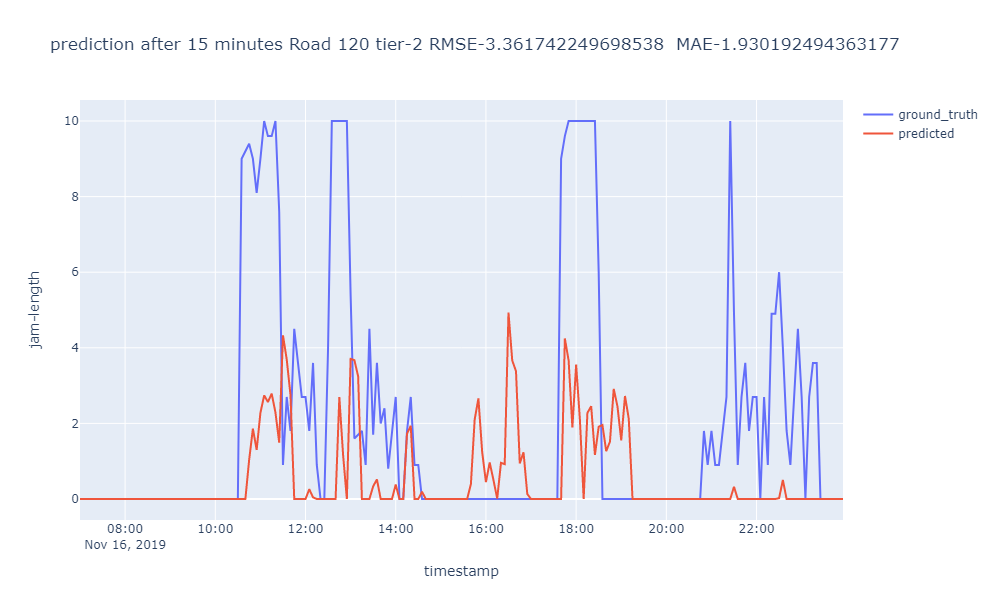 prediction after 15 minutes Road 120 tier-2 RMSE-3.361742249698538  MAE-1.930192494363177
ground_truth
predicted
10
8
6
4
2
0
jam-length
08:00 10:00 12:00 14:00 16:00 18:00 20:00 22:00
Nov 16, 2019
timestamp